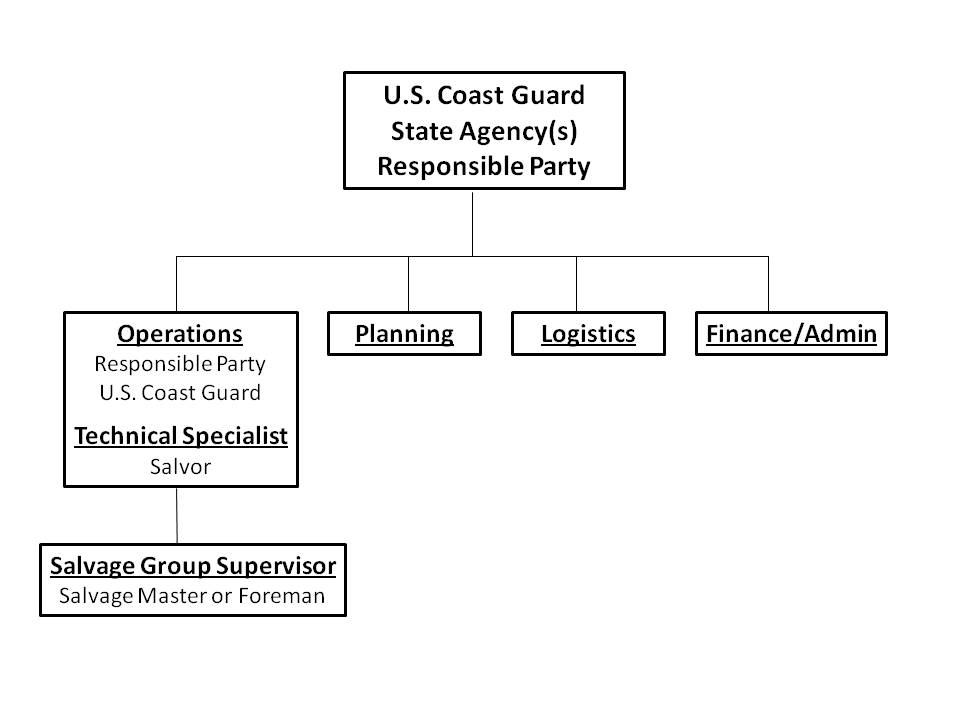 U.S. Coast Guard
State Agency(s)
Responsible Party
Operations
Responsible Party
U.S. Coast Guard
Technical Specialist
Salvor
Planning
Logistics
Finance/Admin
Salvage Group Supervisor
Salvage Master or Foreman